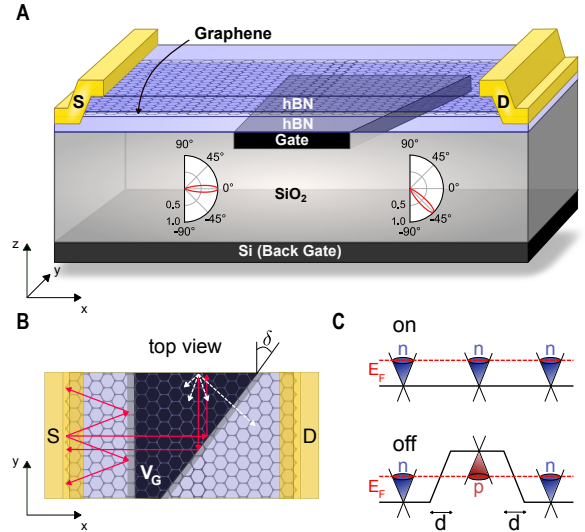 A
Graphene
S
D
hBN
hBN
Gate
90°
45°
0°
0.5
1.0
-45°
-90°
SiO₂
90°
45°
0°
0.5
1.0
-45°
-90°
Si (Back Gate)
z
y
x
B
top view
δ
S
D
V_G
y
x
C
on
n
n
n
E_F
off
n
n
E_F
p
d
d